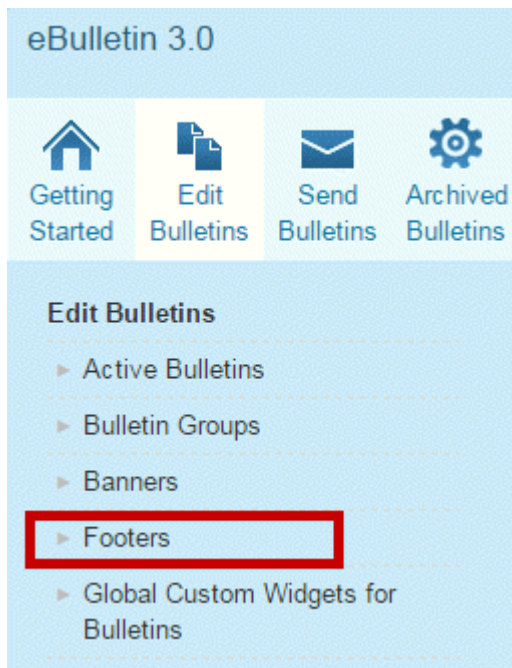 eBulletin 3.0
Getting Started
Edit Bulletins
Send Bulletins
Archived Bulletins
Edit Bulletins
Active Bulletins
Bulletin Groups
Banners
Footers
Global Custom Widgets for
Bulletins